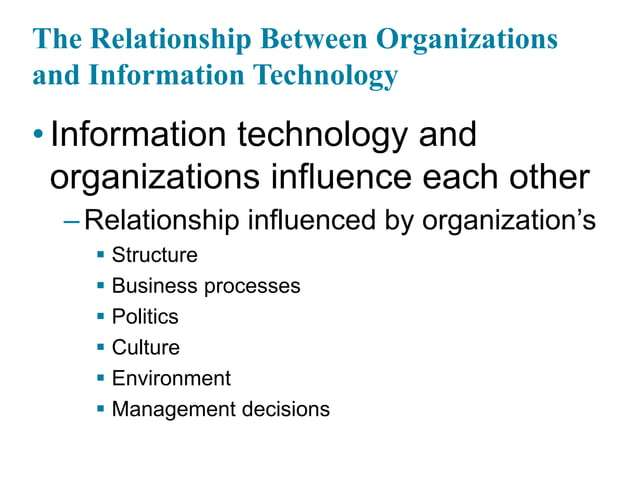 The Relationship Between Organizations
and Information Technology
• Information technology and
organizations influence each other
– Relationship influenced by organization’s
▪ Structure
▪ Business processes
▪ Politics
▪ Culture
▪ Environment
▪ Management decisions